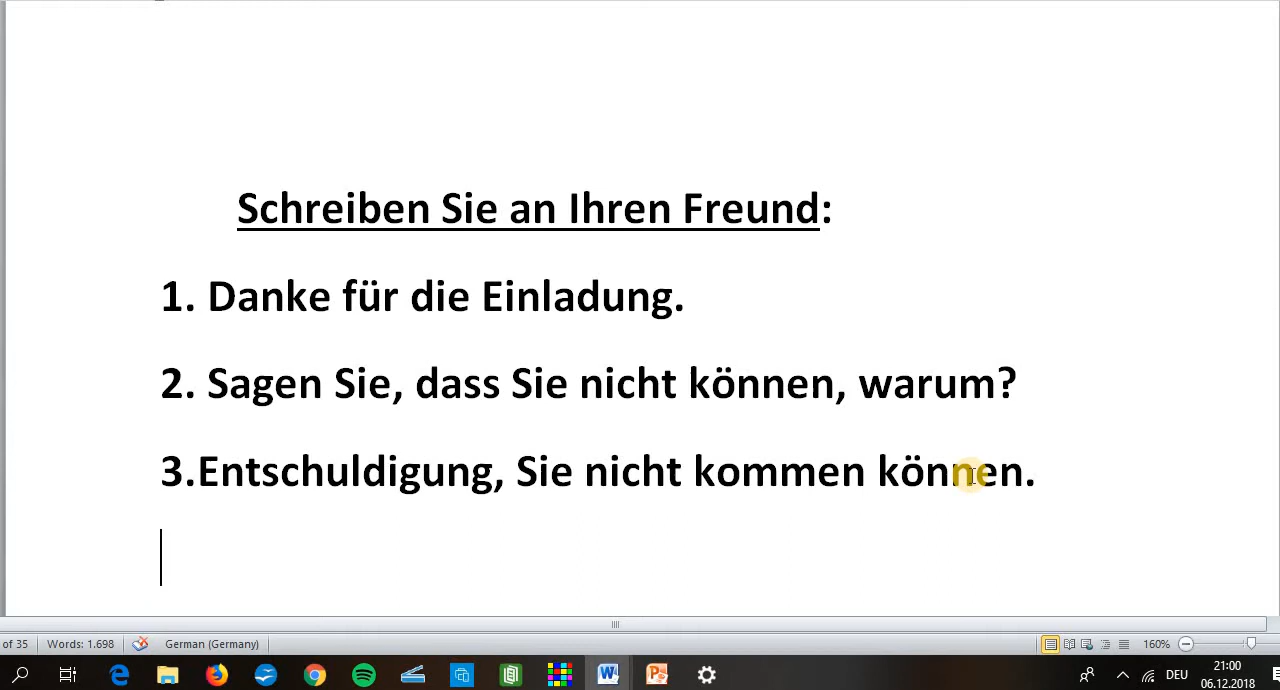 Schreiben Sie an Ihren Freund:
1. Danke für die Einladung.
2. Sagen Sie, dass Sie nicht können, warum?
3.Entschuldigung, Sie nicht kommen können.
of 35 Words: 1.698 German (Germany) 160%
DEU 21:00
06.12.2018